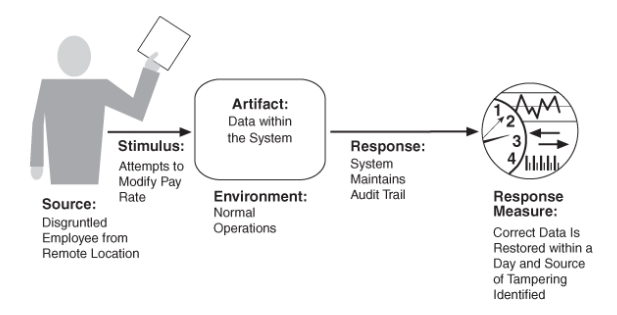 Artifact:
Data within
the System
Stimulus:
Attempts to
Modify Pay
Rate
Response:
System
Maintains
Audit Trail
1
2
3
4
Source:
Disgruntled
Employee from
Remote Location
Environment:
Normal
Operations
Response
Measure:
Correct Data Is
Restored within a
Day and Source
of Tampering
Identified